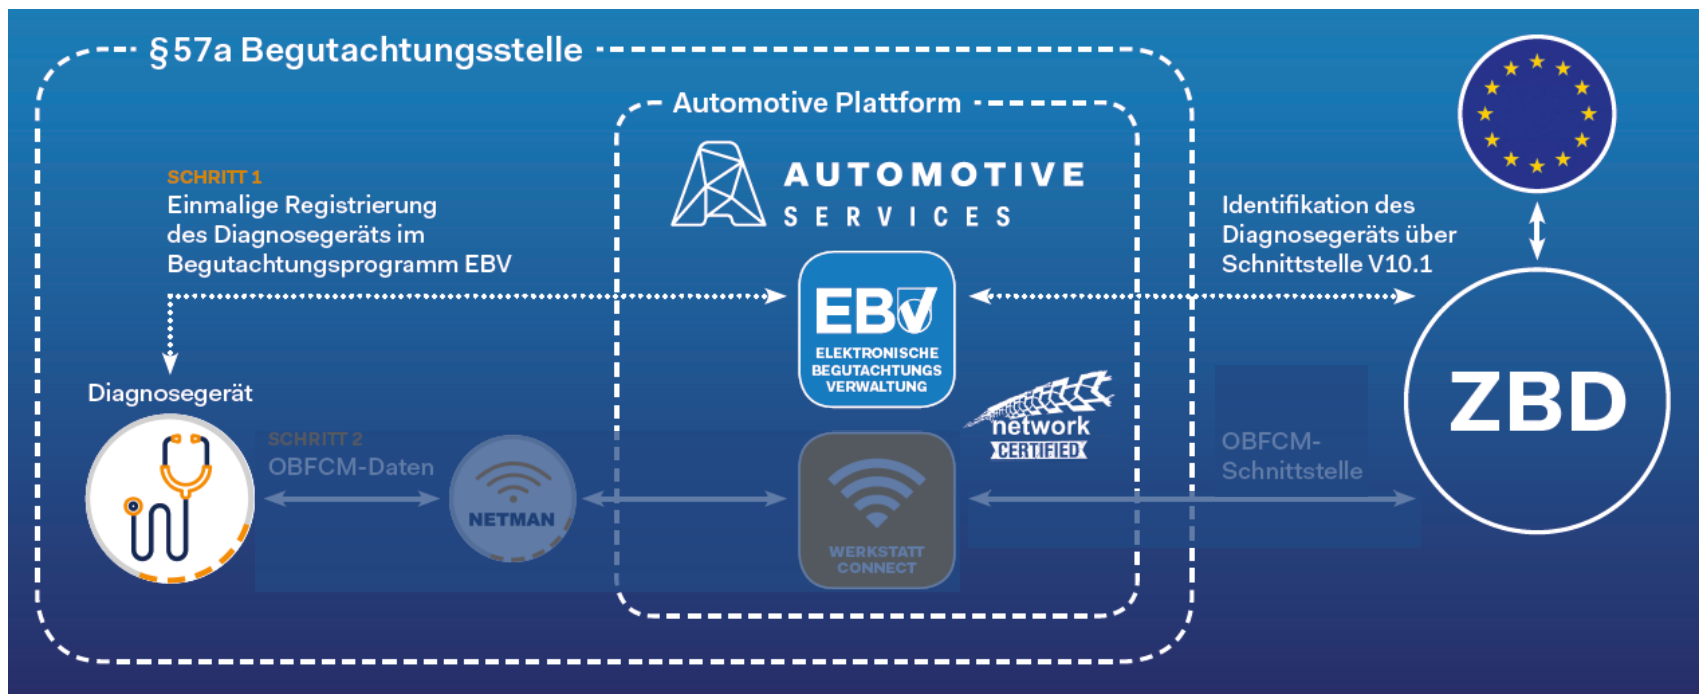 §57a Begutachtungsstelle
Automotive Plattform
AUTOMOTIVE
SERVICES
SCHRITT 1
Einmalige Registrierung
des Diagnosegeräts im
Begutachtungsprogramm EBV
Identifikation des
Diagnosegeräts über
Schnittstelle V10.1
EBV
ELEKTRONISCHE
BEGUTACHTUNGS
VERWALTUNG
Diagnosegerät
ZBD
network
CERTIFIED
SCHRITT 2
OBFCM-Daten
NETMAN
WERKSTATT
CONNECT
OBFCM-
Schnittstelle